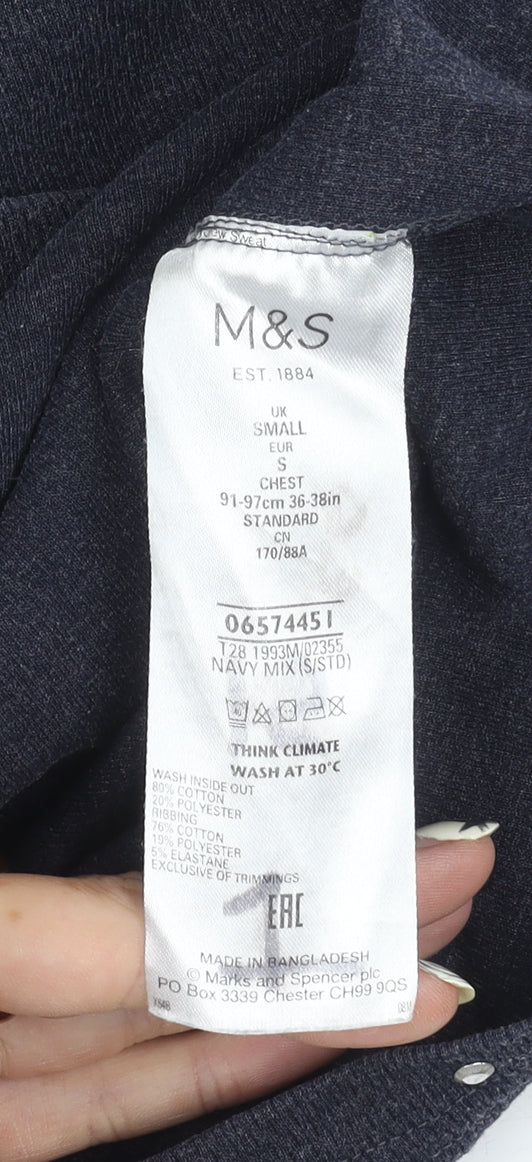 Sweat
M&S
EST. 1884
UK
SMALL
EUR
S
CHEST
91-97cm 36-38in
STANDARD
CN
170/88A
06574451
T28 1993M/02355
NAVY MIX (S/STD)
THINK CLIMATE
WASH AT 30°C
WASH INSIDE OUT
80% COTTON
20% POLYESTER
RIBBING
76% COTTON
19% POLYESTER
5% ELASTANE
EXCLUSIVE OF TRIMMINGS
1
EAC
MADE IN BANGLADESH
© Marks and Spencer plc
PO Box 3339 Chester CH99 9QS